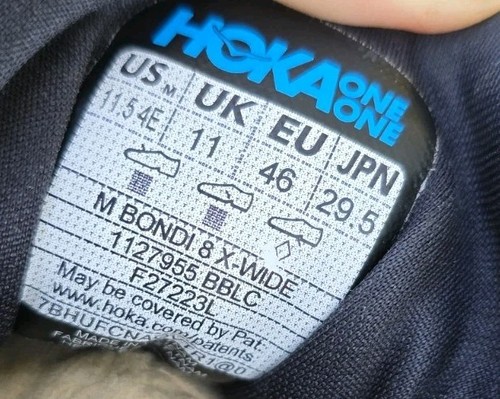 HOKA ONE ONE
US M UK EU JPN
11.5 4E 11 46 29.5
M BONDI 8 X-WIDE
1127955 BBLC
F27223L
May be covered by Pat.
www.hoka.com/patents
MADE